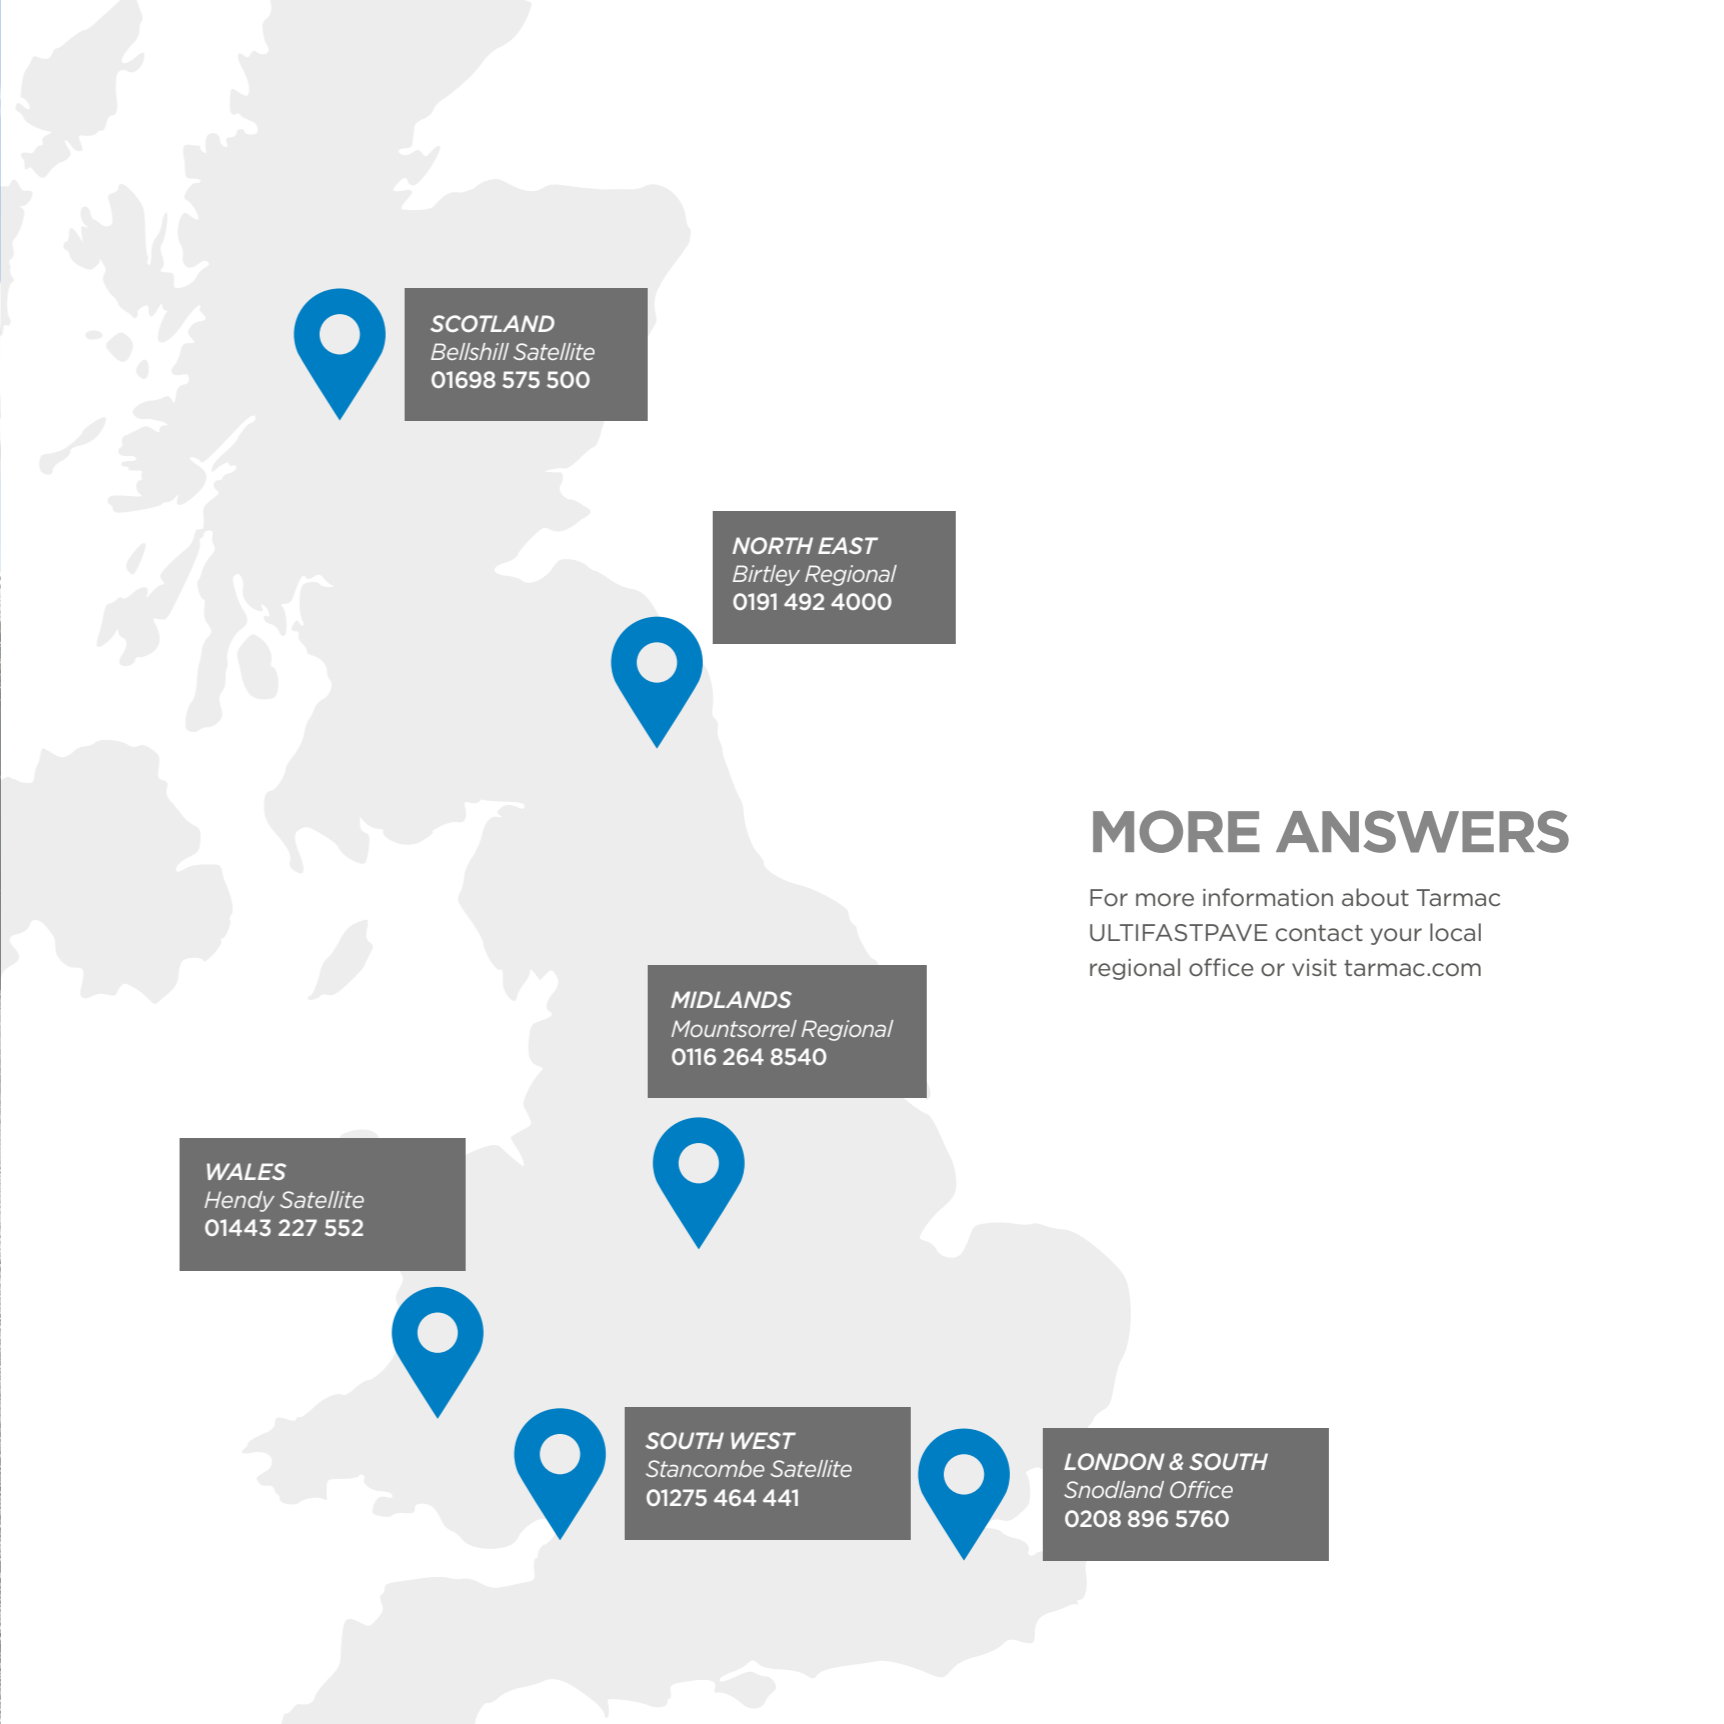 SCOTLAND
Bellshill Satellite
01698 575 500
NORTH EAST
Birtley Regional
0191 492 4000
MORE ANSWERS
For more information about Tarmac
ULTIFASTPAVE contact your local
regional office or visit tarmac.com
MIDLANDS
Mountsorrel Regional
0116 264 8540
WALES
Hendy Satellite
01443 227 552
SOUTH WEST
Stancombe Satellite
01275 464 441
LONDON & SOUTH
Snodland Office
0208 896 5760